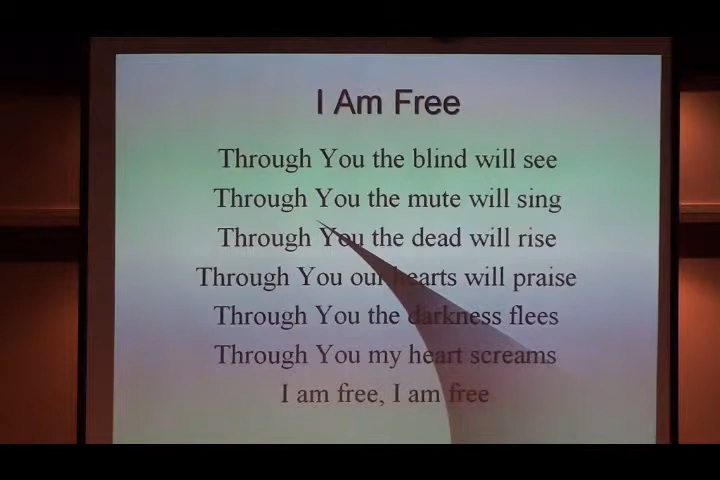 I Am Free
Through You the blind will see
Through You the mute will sing
Through You the dead will rise
Through You our hearts will praise
Through You the darkness flees
Through You my heart screams
I am free, I am free